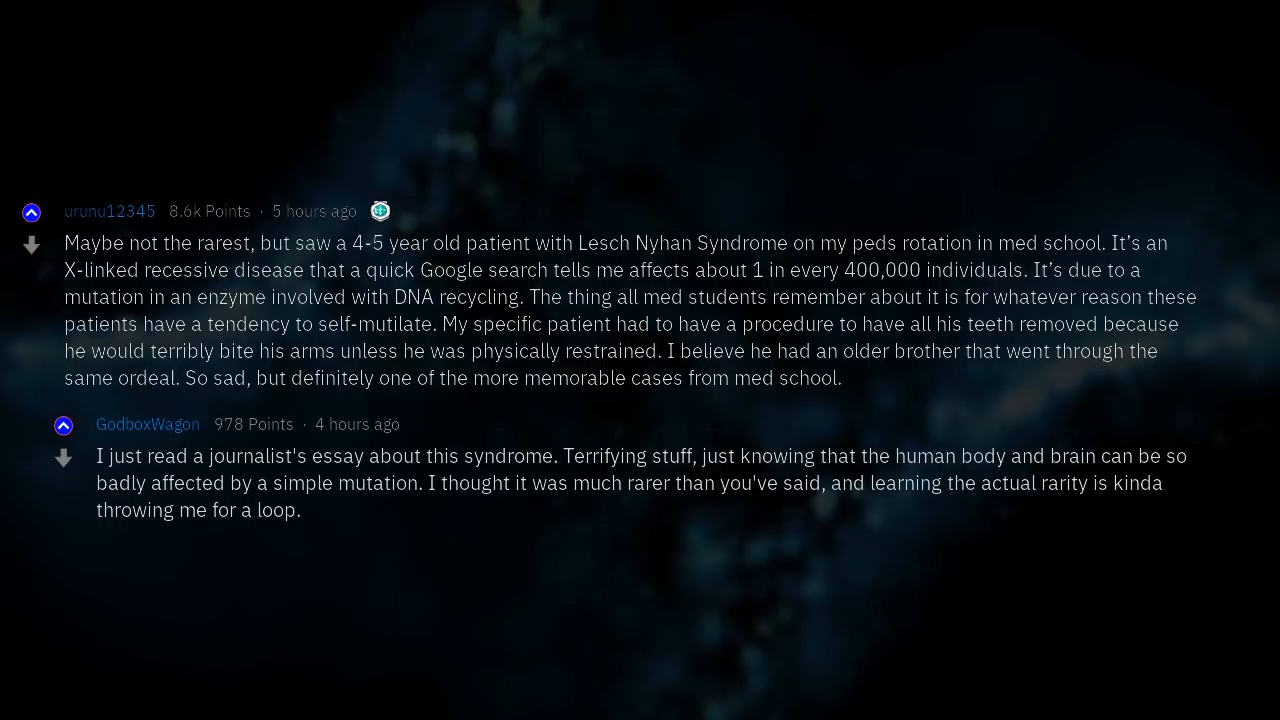 urunu12345 8.6k Points · 5 hours ago
Maybe not the rarest, but saw a 4-5 year old patient with Lesch Nyhan Syndrome on my peds rotation in med school. It’s an
X-linked recessive disease that a quick Google search tells me affects about 1 in every 400,000 individuals. It’s due to a
mutation in an enzyme involved with DNA recycling. The thing all med students remember about it is for whatever reason these
patients have a tendency to self-mutilate. My specific patient had to have a procedure to have all his teeth removed because
he would terribly bite his arms unless he was physically restrained. I believe he had an older brother that went through the
same ordeal. So sad, but definitely one of the more memorable cases from med school.
GodboxWagon 978 Points · 4 hours ago
I just read a journalist's essay about this syndrome. Terrifying stuff, just knowing that the human body and brain can be so
badly affected by a simple mutation. I thought it was much rarer than you've said, and learning the actual rarity is kinda
throwing me for a loop.